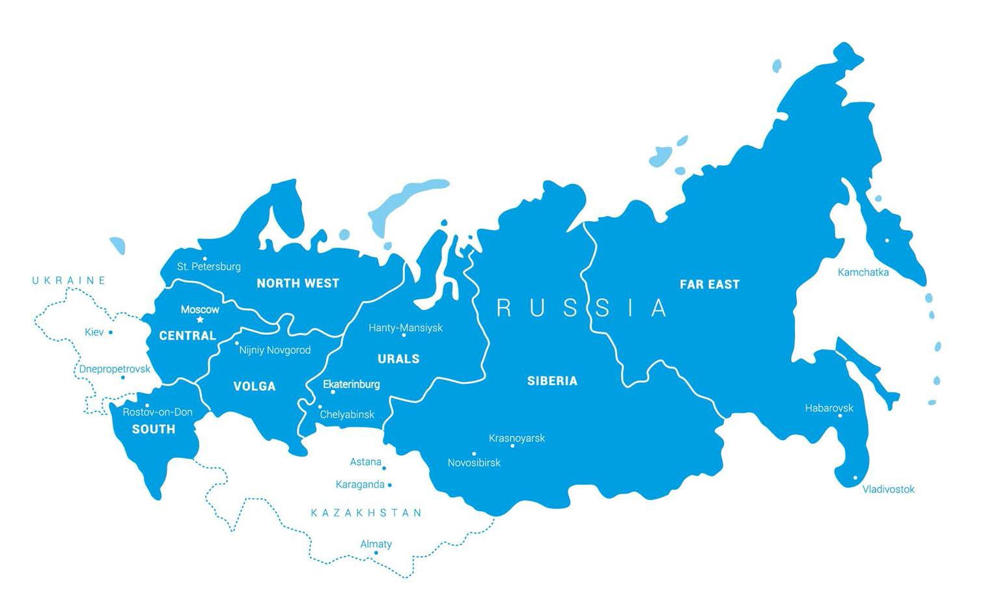 UKRAINE
St. Petersburg
NORTH WEST
Moscow
CENTRAL
Kiev
Dnepropetrovsk
Nijniy Novgorod
VOLGA
Rostov-on-Don
SOUTH
Hanty-Mansiysk
URALS
Ekaterinburg
Chelyabinsk
RUSSIA
SIBERIA
Krasnoyarsk
Novosibirsk
FAR EAST
Kamchatka
Habarovsk
Vladivostok
Astana
Karaganda
KAZAKHSTAN
Almaty